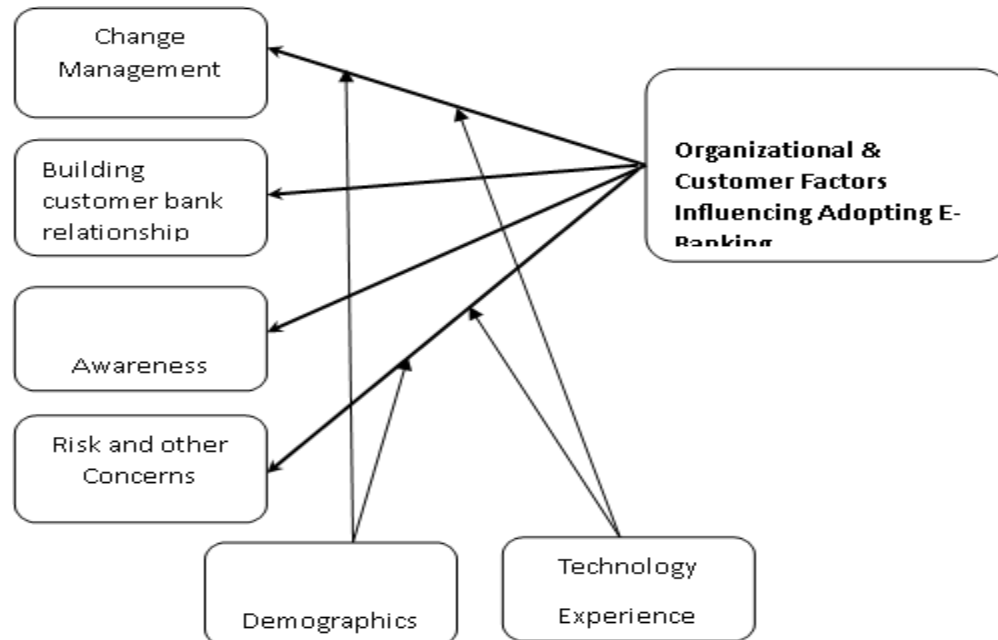 Change
Management
Building
customer bank
relationship
Awareness
Risk and other
Concerns
Organizational &
Customer Factors
Influencing Adopting E-
Banking
Demographics
Technology
Experience